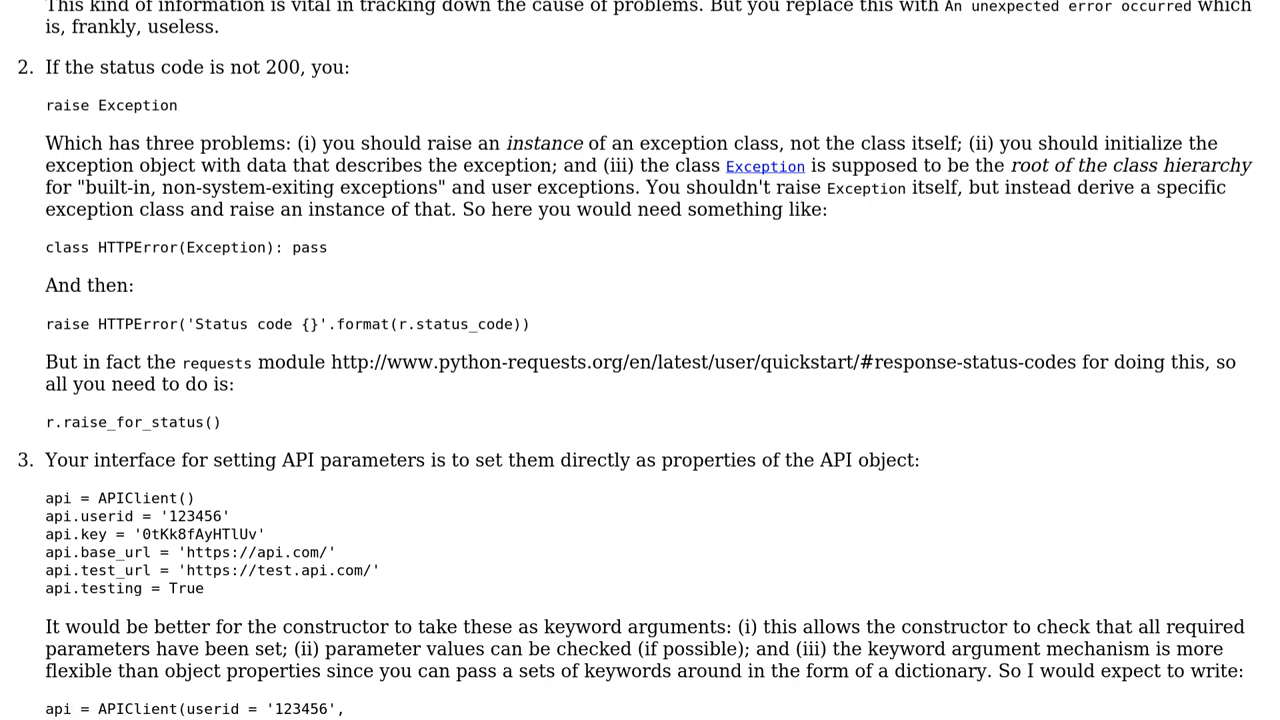 This kind of information is vital in tracking down the cause of problems. But you replace this with An unexpected error occurred which
is, frankly, useless.
2. If the status code is not 200, you:
raise Exception
Which has three problems: (i) you should raise an instance of an exception class, not the class itself; (ii) you should initialize the
exception object with data that describes the exception; and (iii) the class Exception is supposed to be the root of the class hierarchy
for "built-in, non-system-exiting exceptions" and user exceptions. You shouldn't raise Exception itself, but instead derive a specific
exception class and raise an instance of that. So here you would need something like:
class HTTPError(Exception): pass
And then:
raise HTTPError('Status code {}'.format(r.status_code))
But in fact the requests module http://www.python-requests.org/en/latest/user/quickstart/#response-status-codes for doing this, so
all you need to do is:
r.raise_for_status()
3. Your interface for setting API parameters is to set them directly as properties of the API object:
api = APIClient()
api.userid = '123456'
api.key = '0tKk8fAyHTlUv'
api.base_url = 'https://api.com/'
api.test_url = 'https://test.api.com/'
api.testing = True
It would be better for the constructor to take these as keyword arguments: (i) this allows the constructor to check that all required
parameters have been set; (ii) parameter values can be checked (if possible); and (iii) the keyword argument mechanism is more
flexible than object properties since you can pass a sets of keywords around in the form of a dictionary. So I would expect to write:
api = APIClient(userid = '123456',